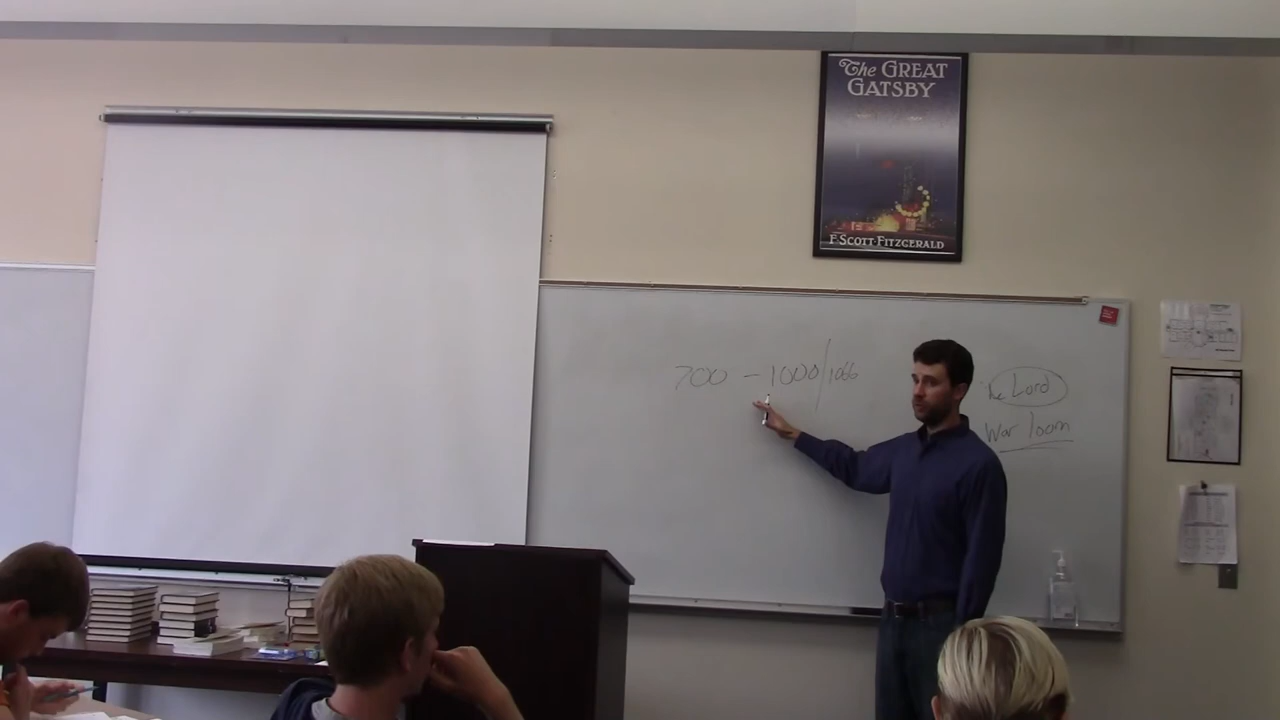 The GREAT
GATSBY
F. SCOTT FITZGERALD
700 - 1000/1066
The Lord
War loom